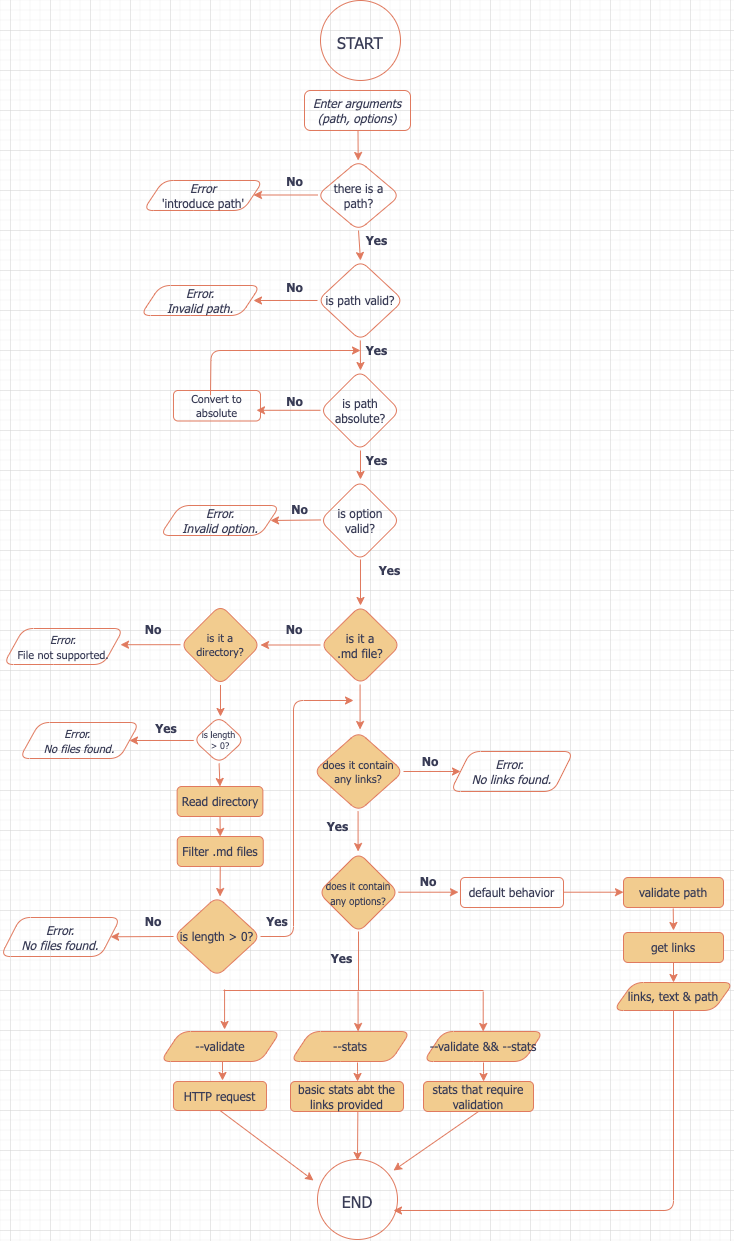 START
Enter arguments
(path, options)
there is a
path?
No
Error
'introduce path'
Yes
is path valid?
No
Error.
Invalid path.
Yes
is path
absolute?
No
Convert to
absolute
Yes
is option
valid?
No
Error.
Invalid option.
Yes
is it a
.md file?
No
is it a
directory?
No
Error.
File not supported.
is length
> 0?
Yes
Error.
No files found.
Read directory
Filter .md files
is length > 0?
No
Error.
No files found.
Yes
does it contain
any links?
No
Error.
No links found.
Yes
does it contain
any options?
No
default behavior
validate path
get links
links, text & path
Yes
--validate
--stats
--validate && --stats
HTTP request
basic stats abt the
links provided
stats that require
validation
END